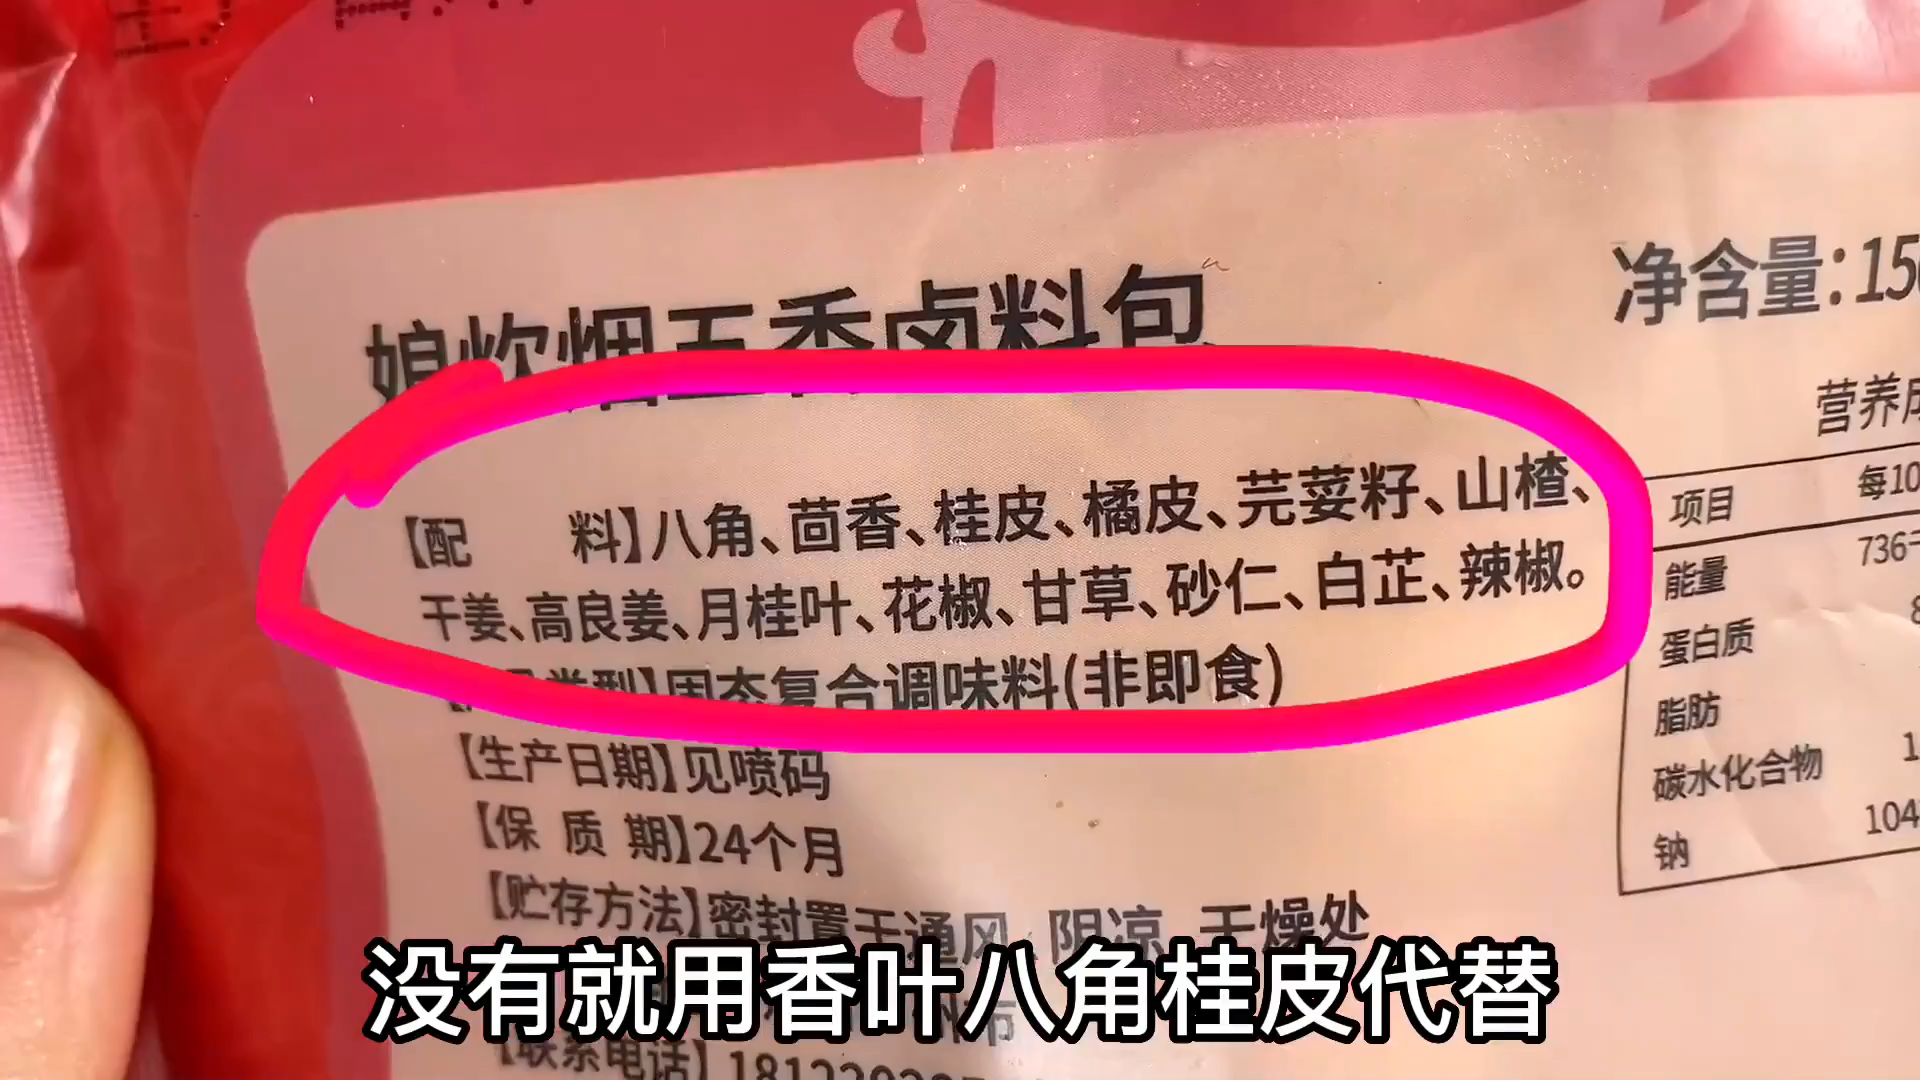 娘炊烟五香卤料包
净含量:15
营养
【配 料】八角、茴香、桂皮、橘皮、芫荽籽、山楂、
干姜、高良姜、月桂叶、花椒、甘草、砂仁、白芷、辣椒。
类型】固态复合调味料(非即食)
【生产日期】见喷码
【保 质 期】24个月
【贮存方法】密封置于通风、阴凉、干燥处
【联系电话】
项目 每10
能量 736
蛋白质 8
脂肪
碳水化合物 1
钠 104
没有就用香叶八角桂皮代替